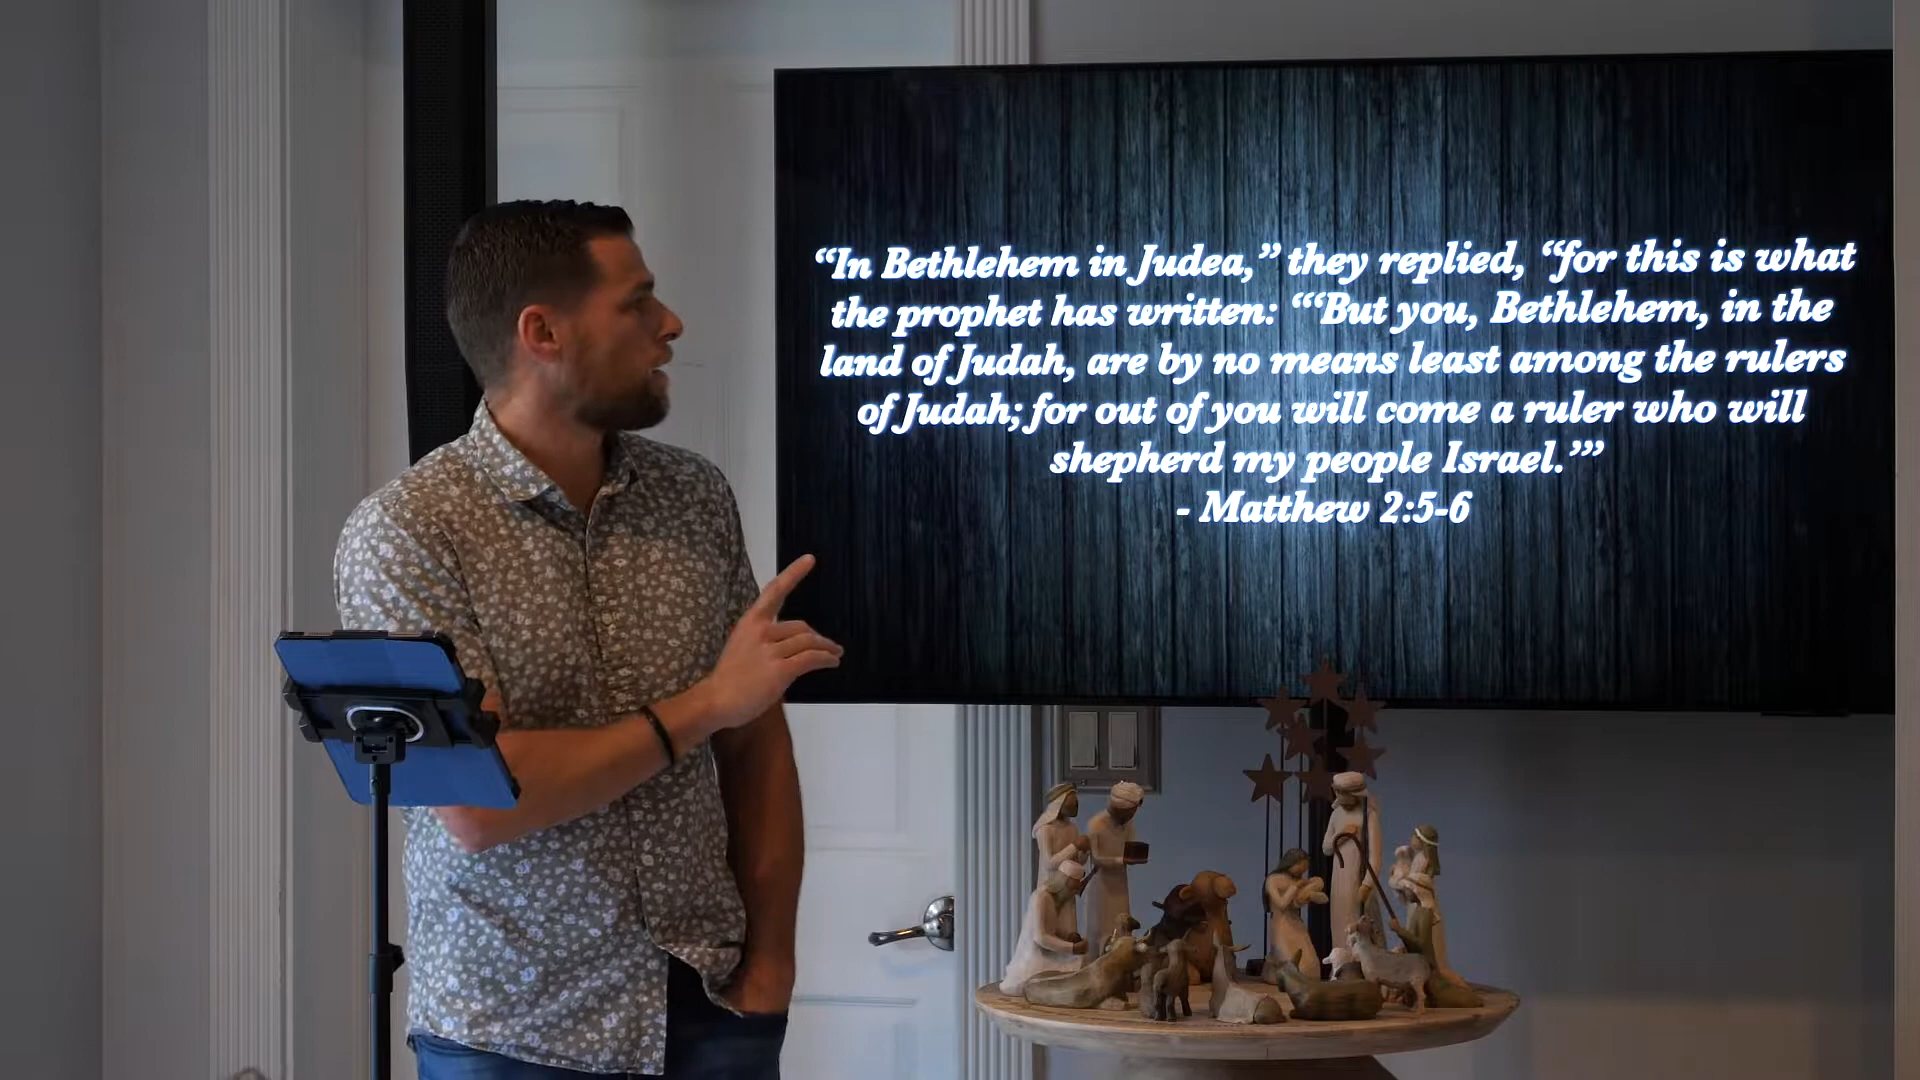 “In Bethlehem in Judea,” they replied, “for this is what
the prophet has written: “‘But you, Bethlehem, in the
land of Judah, are by no means least among the rulers
of Judah; for out of you will come a ruler who will
shepherd my people Israel.’”
- Matthew 2:5-6